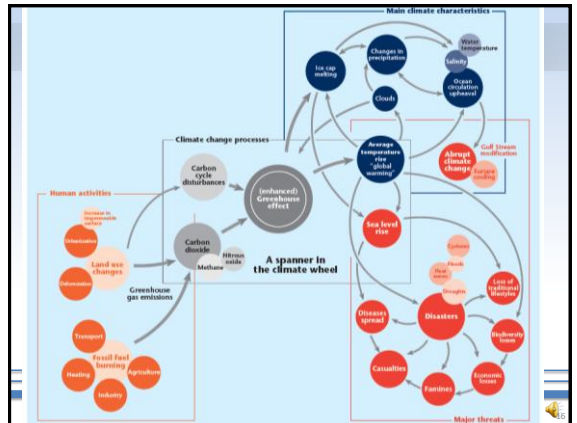 Main climate characteristics
Water
temperature
Changes in
precipitation
Salinity
Ice cap
melting
Ocean
circulation
upheaval
Clouds
Climate change processes
Average
temperature
rise
"global
warming"
Abrupt
climate
change
Gulf Stream
modification
Europe
cooling
Carbon
cycle
disturbances
(enhanced)
Greenhouse
effect
Human activities
Increase in
impermeable
surface
Urbanization
Land use
changes
Deforestation
Carbon
dioxide
Methane
Nitrous
oxide
Greenhouse
gas emissions
A spanner in
the climate wheel
Sea level
rise
Cyclones
Floods
Heat
waves
Droughts
Disasters
Loss of
traditional
lifestyles
Diseases
spread
Biodiversity
losses
Casualties
Famines
Economic
losses
Transport
Fossil fuel
burning
Heating
Agriculture
Industry
Major threats